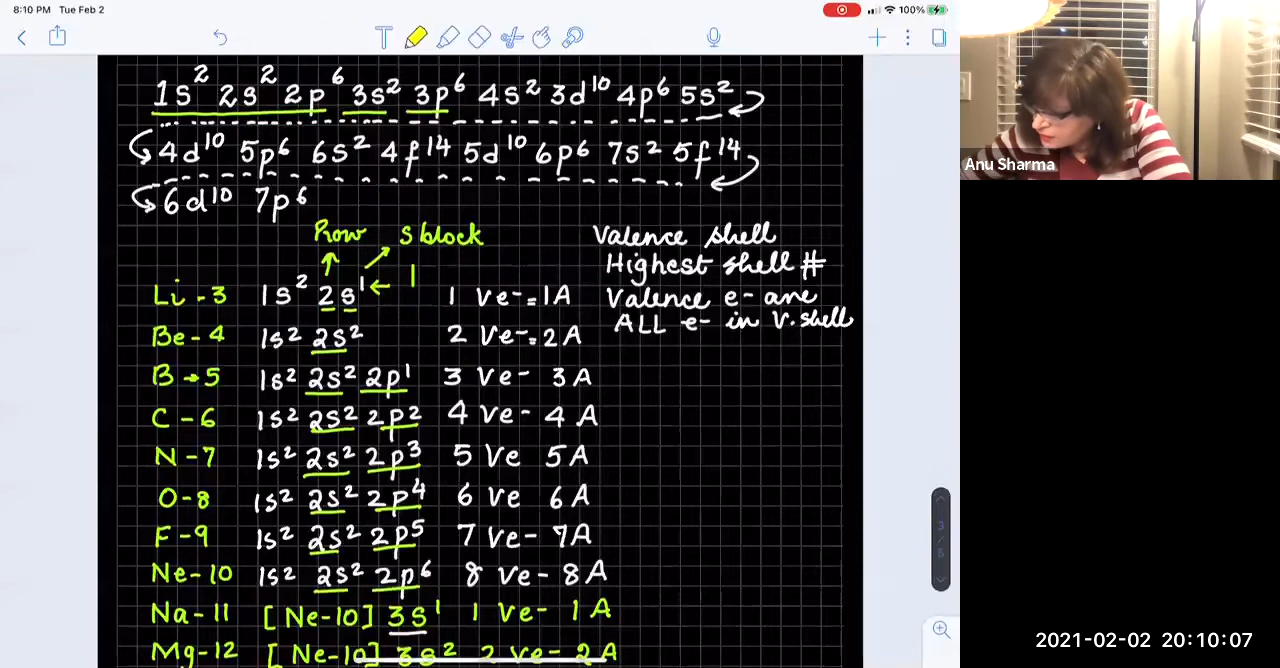 8:10 PM Tue Feb 2
100%
1s² 2s² 2p⁶ 3s² 3p⁶ 4s² 3d¹⁰ 4p⁶ 5s²
4d¹⁰ 5p⁶ 6s² 4f¹⁴ 5d¹⁰ 6p⁶ 7s² 5f¹⁴
6d¹⁰ 7p⁶
Row s block
Li - 3 1s² 2s¹ ← 1 1 Ve- = 1A
Be - 4 1s² 2s² 2 Ve- = 2A
B - 5 1s² 2s² 2p¹ 3 Ve- 3A
C - 6 1s² 2s² 2p² 4 Ve- 4A
N - 7 1s² 2s² 2p³ 5 Ve 5A
O - 8 1s² 2s² 2p⁴ 6 Ve 6A
F - 9 1s² 2s² 2p⁵ 7 Ve- 7A
Ne - 10 1s² 2s² 2p⁶ 8 Ve- 8A
Na - 11 [Ne-10] 3s¹ 1 Ve- 1A
Mg - 12 [Ne-10] 3s² 2 Ve- 2A
Valence shell
Highest shell #
Valence e- are
ALL e- in V. shell
3 / 5
Anu Sharma
2021-02-02 20:10:07